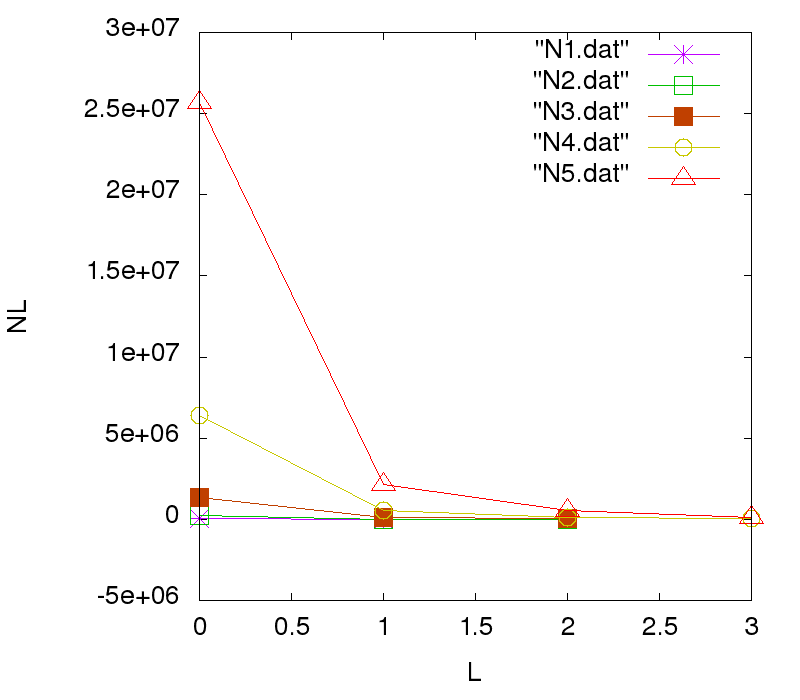 3e+07
2.5e+07
2e+07
1.5e+07
1e+07
5e+06
0
-5e+06
NL
"N1.dat"
"N2.dat"
"N3.dat"
"N4.dat"
"N5.dat"
0 0.5 1 1.5 2 2.5 3
L